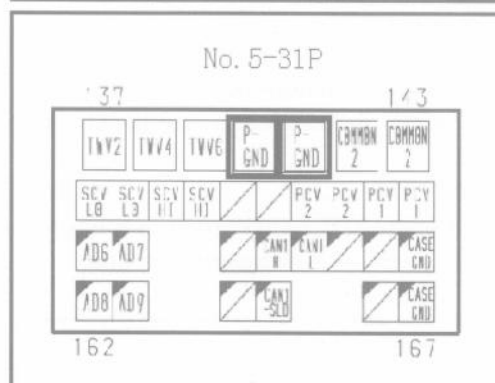 No. 5-31P
137 143
TWV2 TWV4 TWV6 P-GND P-GND COMMON 2 COMMON 2
SCV LO SCV LO SCV HI SCV HI PCV 2 PCV 2 PCV 1 PCV 1
AD6 AD7 CAN1 H CAN1 L CASE GND
AD8 AD9 CAN1 -SLD CASE GND
162 167